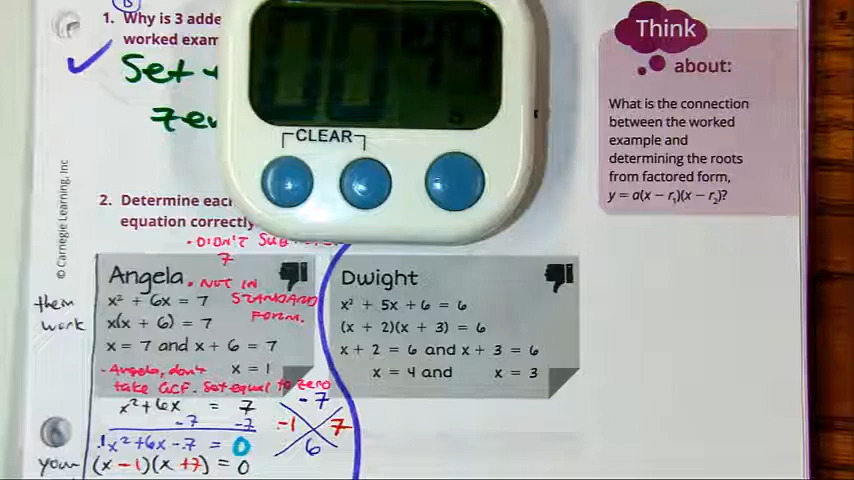 B
1. Why is 3 adde
worked exam
Set
zer
CLEAR
Think
about:
What is the connection
between the worked
example and
determining the roots
from factored form,
y = a(x − r₁)(x − r₂)?
© Carnegie Learning, Inc
2. Determine each
equation correctly
• DIDN'T SUB
7
Angela
• NOT IN
STANDARD
FORM.
x² + 6x = 7
x(x + 6) = 7
x = 7 and x + 6 = 7
x = 1
- Angela, don't
take GCF. Set equal to zero
them
work
x²+6x = 7
-7 -7
1x²+6x-7 = 0
(x-1)(x+7)=0
-7
-1 7
6
your
Dwight
x² + 5x + 6 = 6
(x + 2)(x + 3) = 6
x + 2 = 6 and x + 3 = 6
x = 4 and x = 3